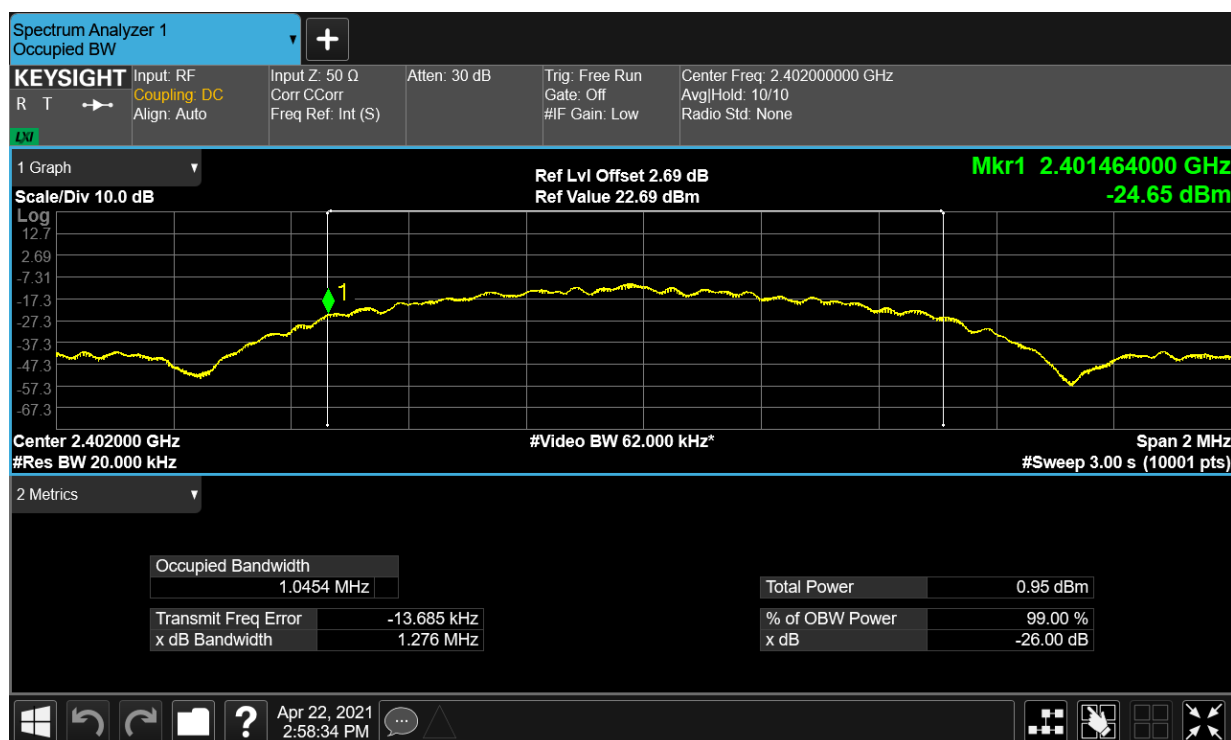 Spectrum Analyzer 1
Occupied BW
+
KEYSIGHT Input: RF Input Z: 50 Ω Atten: 30 dB Trig: Free Run Center Freq: 2.402000000 GHz
R T Coupling: DC Corr CCorr Gate: Off Avg|Hold: 10/10
Align: Auto Freq Ref: Int (S) #IF Gain: Low Radio Std: None
LXI
1 Graph Ref Lvl Offset 2.69 dB Mkr1 2.401464000 GHz
Scale/Div 10.0 dB Ref Value 22.69 dBm -24.65 dBm
Log
12.7
2.69
-7.31
1
-17.3
-27.3
-37.3
-47.3
-57.3
-67.3
Center 2.402000 GHz #Video BW 62.000 kHz* Span 2 MHz
#Res BW 20.000 kHz #Sweep 3.00 s (10001 pts)
2 Metrics
Occupied Bandwidth
1.0454 MHz Total Power 0.95 dBm
Transmit Freq Error -13.685 kHz % of OBW Power 99.00 %
x dB Bandwidth 1.276 MHz x dB -26.00 dB
? Apr 22, 2021
2:58:34 PM